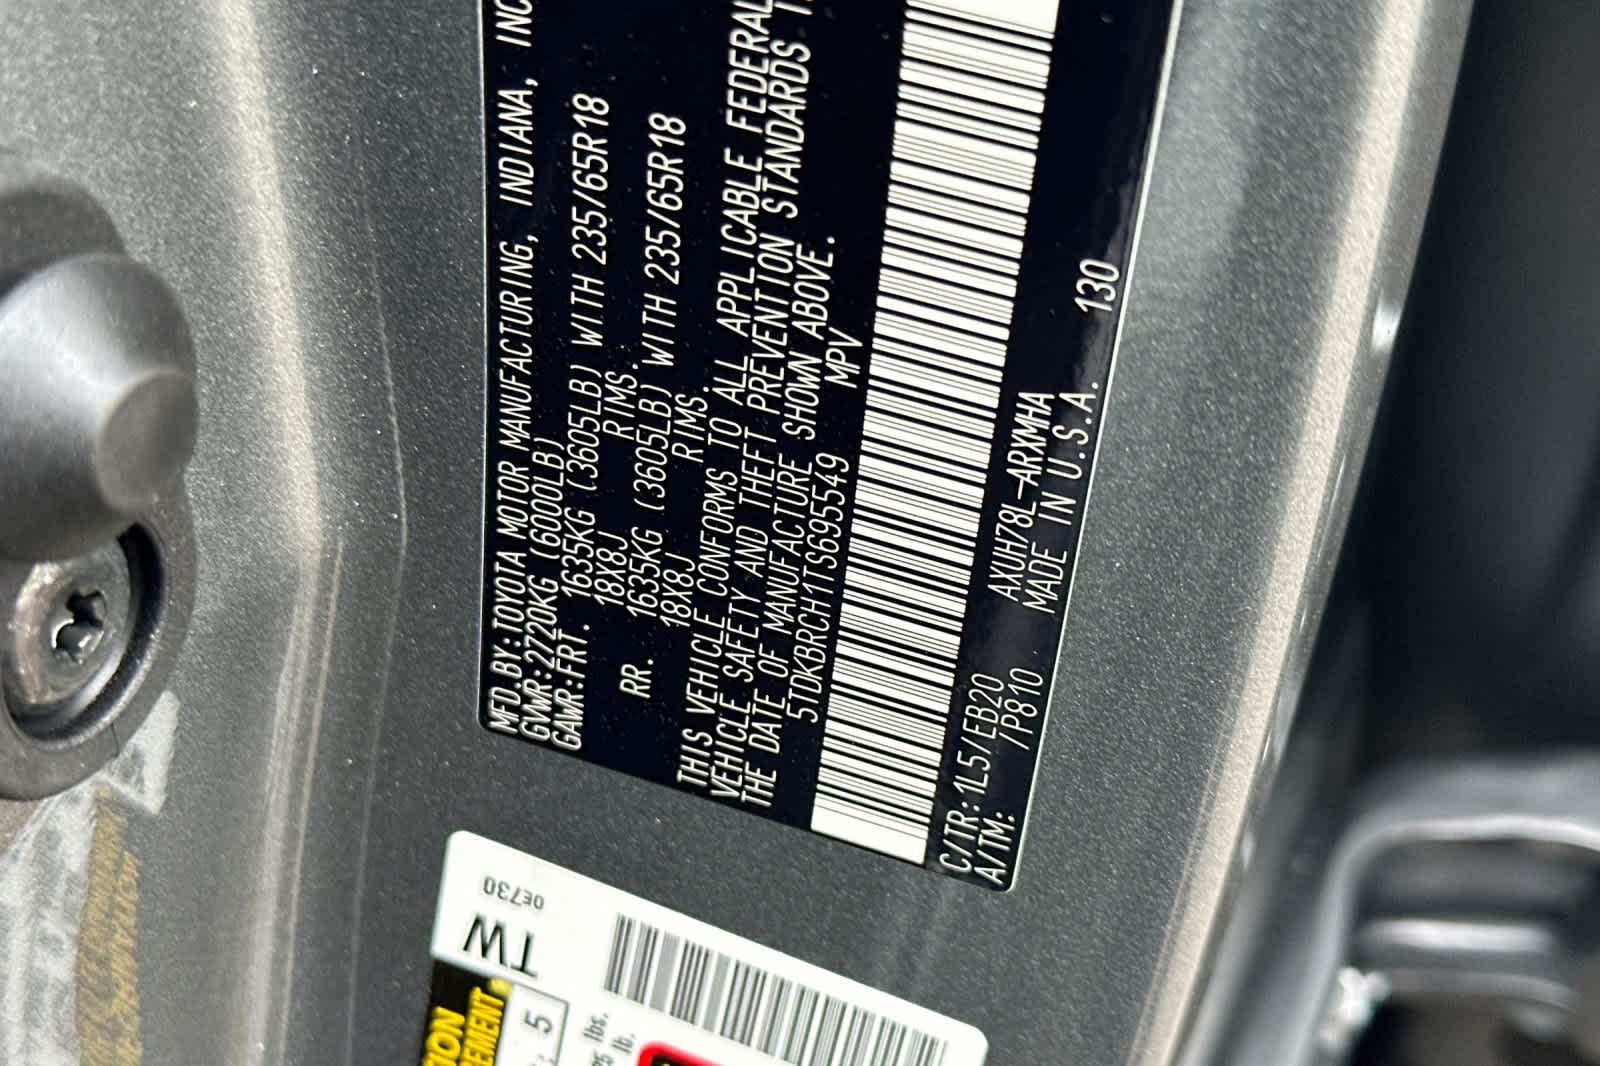 MFD.BY:TOYOTA MOTOR MANUFACTURING, INDIANA, INC
GVWR:2720KG (6000LB)
GAWR:FRT. 1635KG (3605LB) WITH 235/65R18
18X8J RIMS.
RR. 1635KG (3605LB) WITH 235/65R18
18X8J RIMS.
THIS VEHICLE CONFORMS TO ALL APPLICABLE FEDERAL
VEHICLE SAFETY AND THEFT PREVENTION STANDARDS
THE DATE OF MANUFACTURE SHOWN ABOVE.
5TDKBRCH1TS695549 MPV
C/TR:1L5/EB20 AXUH78L-ARXMHA 130
A/TM: /P810 MADE IN U.S.A.
0E730
TW
5
lbs.
lb.